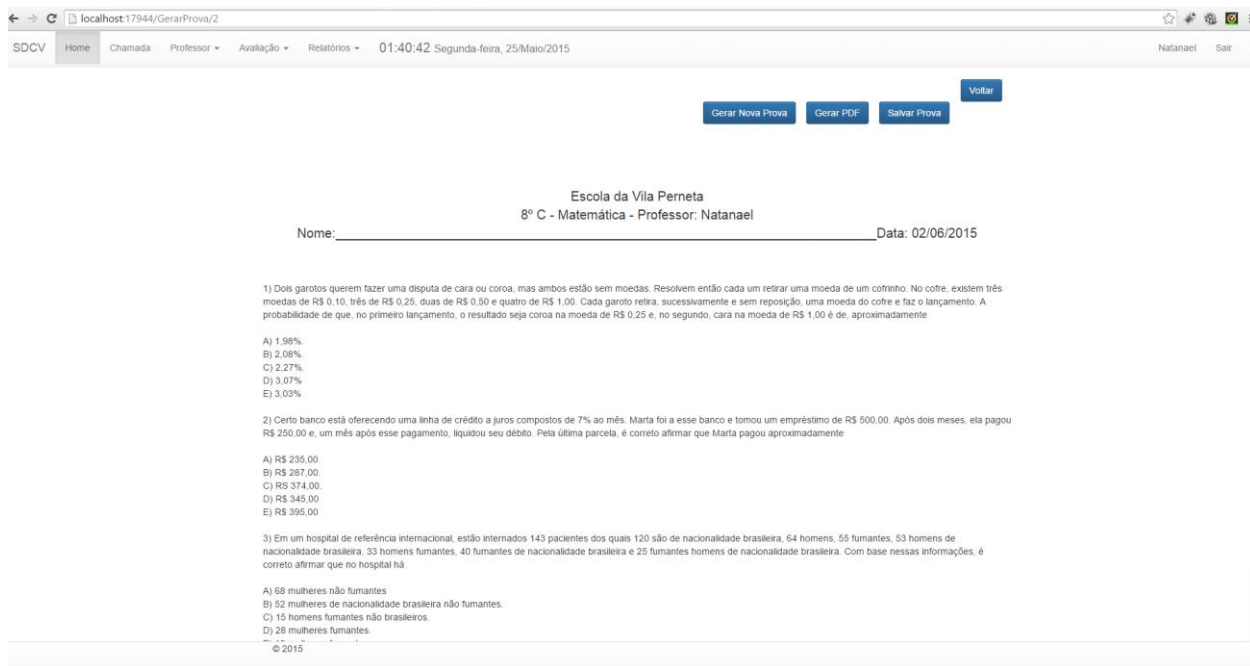 localhost:17944/GerarProva/2
SDCV Home Chamada Professor Avaliação Relatórios 01:40:42 Segunda-feira, 25/Maio/2015 Natanael Sair
Voltar
Gerar Nova Prova Gerar PDF Salvar Prova
Escola da Vila Perneta
8º C - Matemática - Professor: Natanael
Nome:________________________Data: 02/06/2015
1) Dois garotos querem fazer uma disputa de cara ou coroa, mas ambos estão sem moedas. Resolvem então cada um retirar uma moeda de um cofrinho. No cofre, existem três
moedas de R$ 0,10, três de R$ 0,25, duas de R$ 0,50 e quatro de R$ 1,00. Cada garoto retira, sucessivamente e sem reposição, uma moeda do cofre e faz o lançamento. A
probabilidade de que, no primeiro lançamento, o resultado seja coroa na moeda de R$ 0,25 e, no segundo, cara na moeda de R$ 1,00 é de, aproximadamente
A) 1,98%.
B) 2,08%.
C) 2,27%.
D) 3,07%
E) 3,03%
2) Certo banco está oferecendo uma linha de crédito a juros compostos de 7% ao mês. Marta foi a esse banco e tomou um empréstimo de R$ 500,00. Após dois meses, ela pagou
R$ 250,00 e, um mês após esse pagamento, liquidou seu débito. Pela última parcela, é correto afirmar que Marta pagou aproximadamente
A) R$ 235,00.
B) R$ 287,00.
C) RS 374,00.
D) R$ 345,00
E) R$ 395,00
3) Em um hospital de referência internacional, estão internados 143 pacientes dos quais 120 são de nacionalidade brasileira, 64 homens, 55 fumantes, 53 homens de
nacionalidade brasileira, 33 homens fumantes, 40 fumantes de nacionalidade brasileira e 25 fumantes homens de nacionalidade brasileira. Com base nessas informações, é
correto afirmar que no hospital há
A) 68 mulheres não fumantes
B) 52 mulheres de nacionalidade brasileira não fumantes.
C) 15 homens fumantes não brasileiros.
D) 28 mulheres fumantes.
© 2015